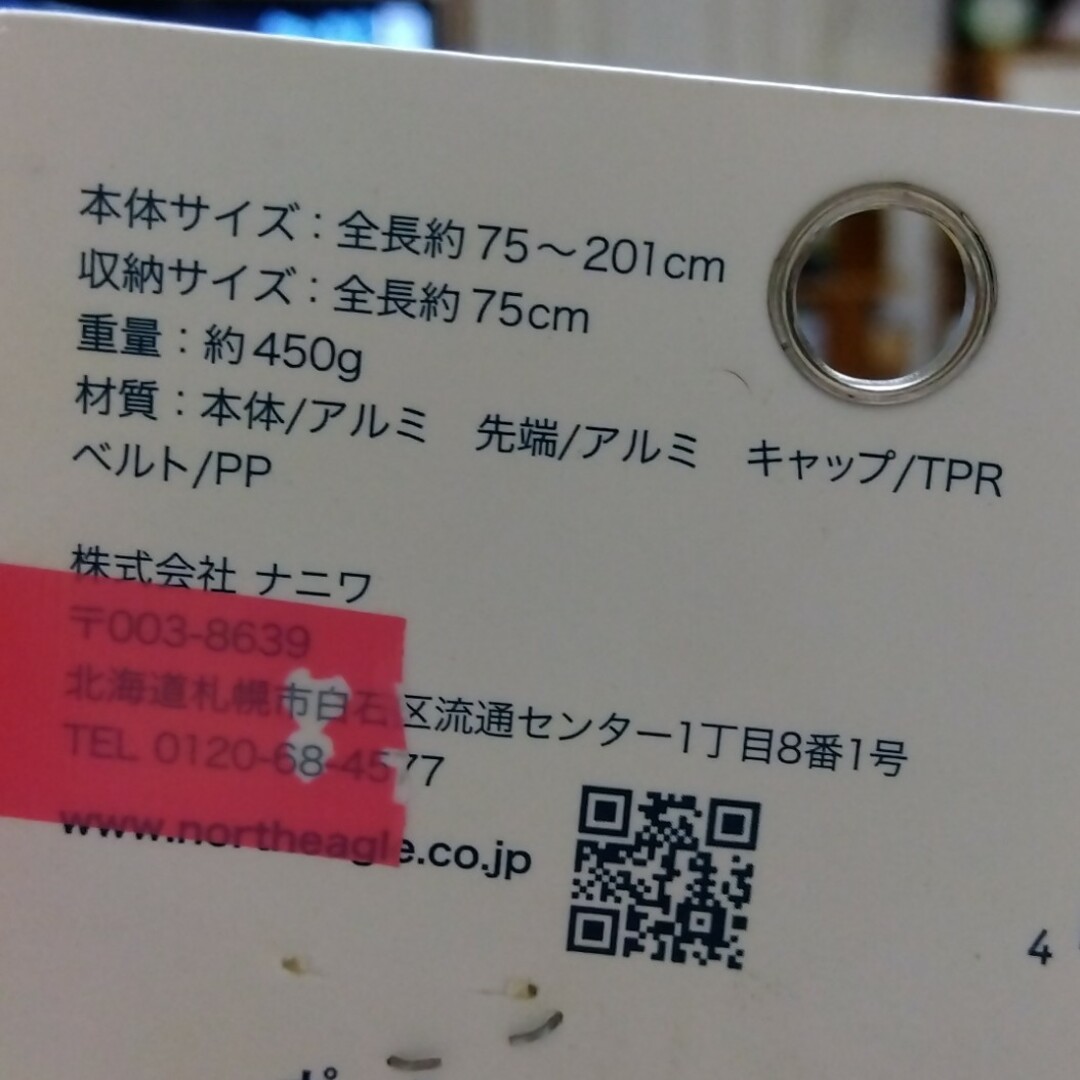 本体サイズ：全長約75～201cm
収納サイズ：全長約75cm
重量：約450g
材質：本体/アルミ　先端/アルミ　キャップ/TPR
ベルト/PP
株式会社 ナニワ
〒003-8639
北海道札幌市白石区流通センター1丁目8番1号
TEL 0120-68-4577
www.northeagle.co.jp
4